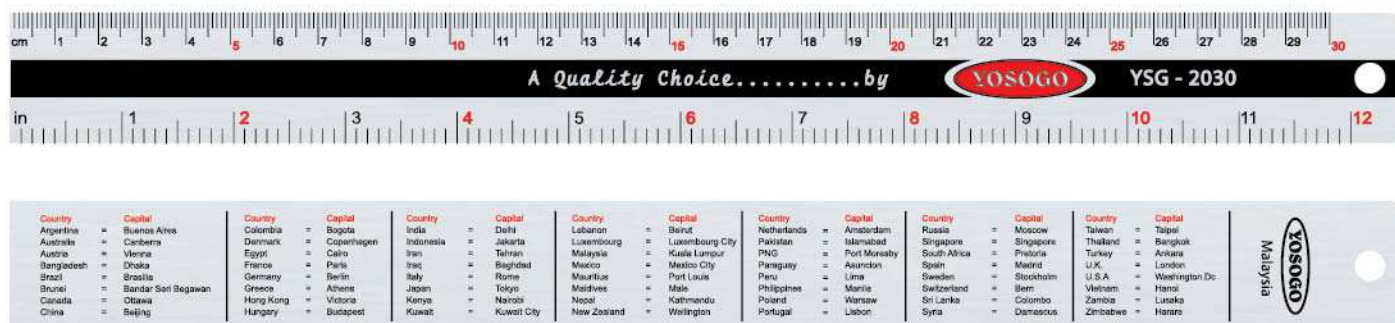 cm 1 2 3 4 5 6 7 8 9 10 11 12 13 14 15 16 17 18 19 20 21 22 23 24 25 26 27 28 29 30
A Quality Choice..........by YOSOGO YSG - 2030
in 1 2 3 4 5 6 7 8 9 10 11 12
Country Capital
Argentina = Buenos Aires
Australia = Canberra
Austria = Vienna
Bangladesh = Dhaka
Brazil = Brasilia
Brunei = Bandar Seri Begawan
Canada = Ottawa
China = Beijing
Country Capital
Colombia = Bogota
Denmark = Copenhagen
Egypt = Cairo
France = Paris
Germany = Berlin
Greece = Athens
Hong Kong = Victoria
Hungary = Budapest
Country Capital
India = Delhi
Indonesia = Jakarta
Iran = Tehran
Iraq = Baghdad
Italy = Rome
Japan = Tokyo
Kenya = Nairobi
Kuwait = Kuwait City
Country Capital
Lebanon = Beirut
Luxembourg = Luxembourg City
Malaysia = Kuala Lumpur
Mexico = Mexico City
Mauritius = Port Louis
Maldives = Male
Nepal = Kathmandu
New Zealand = Wellington
Country Capital
Netherlands = Amsterdam
Pakistan = Islamabad
PNG = Port Moresby
Paraguay = Asuncion
Peru = Lima
Philippines = Manila
Poland = Warsaw
Portugal = Lisbon
Country Capital
Russia = Moscow
Singapore = Singapore
South Africa = Pretoria
Spain = Madrid
Sweden = Stockholm
Switzerland = Bern
Sri Lanka = Colombo
Syria = Damascus
Country Capital
Taiwan = Taipei
Thailand = Bangkok
Turkey = Ankara
U.K. = London
U.S.A = Washington.Dc
Vietnam = Hanoi
Zambia = Lusaka
Zimbabwe = Harare
YOSOGO
Malaysia